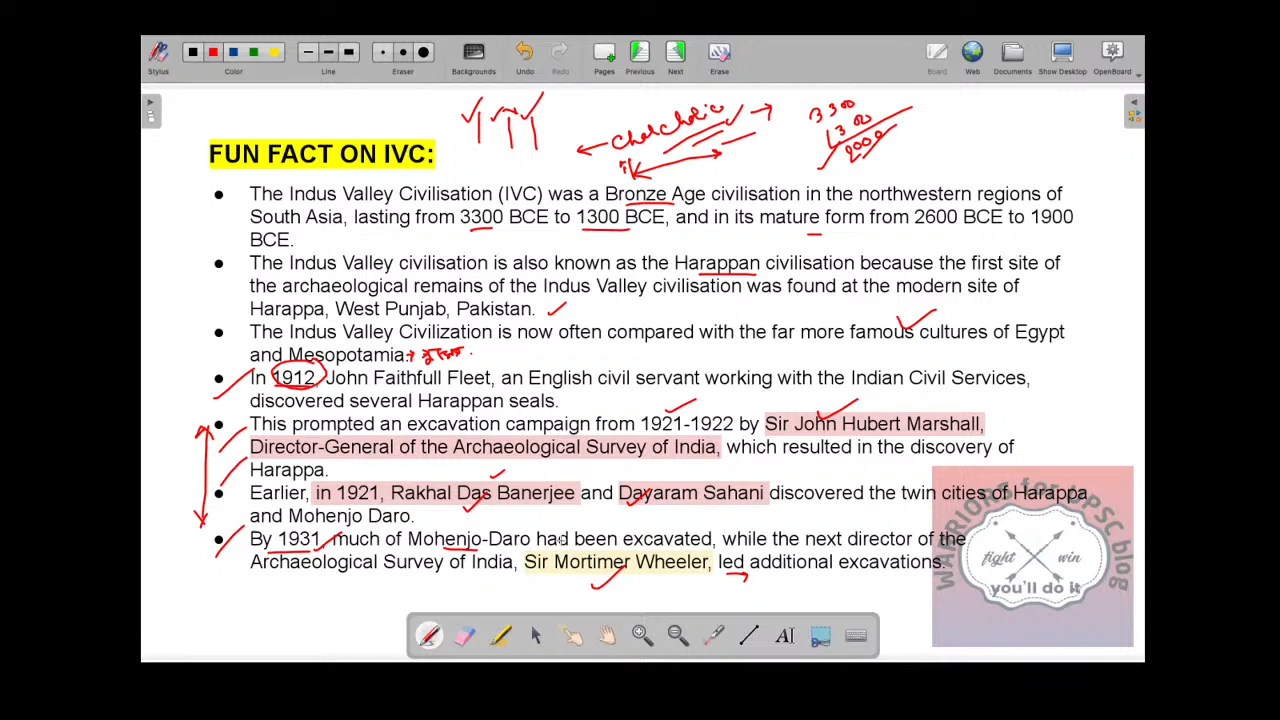 Stylus Color Line Eraser Backgrounds Undo Redo Pages Previous Next Erase Board Web Documents Show Desktop OpenBoard
3300
1300
2000
FUN FACT ON IVC:
● The Indus Valley Civilisation (IVC) was a Bronze Age civilisation in the northwestern regions of
South Asia, lasting from 3300 BCE to 1300 BCE, and in its mature form from 2600 BCE to 1900
BCE.
● The Indus Valley civilisation is also known as the Harappan civilisation because the first site of
the archaeological remains of the Indus Valley civilisation was found at the modern site of
Harappa, West Punjab, Pakistan.
● The Indus Valley Civilization is now often compared with the far more famous cultures of Egypt
and Mesopotamia.
● In 1912, John Faithfull Fleet, an English civil servant working with the Indian Civil Services,
discovered several Harappan seals.
● This prompted an excavation campaign from 1921-1922 by Sir John Hubert Marshall,
Director-General of the Archaeological Survey of India, which resulted in the discovery of
Harappa.
● Earlier, in 1921, Rakhal Das Banerjee and Dayaram Sahani discovered the twin cities of Harappa
and Mohenjo Daro.
● By 1931, much of Mohenjo-Daro had been excavated, while the next director of the
Archaeological Survey of India, Sir Mortimer Wheeler, led additional excavations.
WARRIORS for UPSC blog
fight win
you'll do it
AI